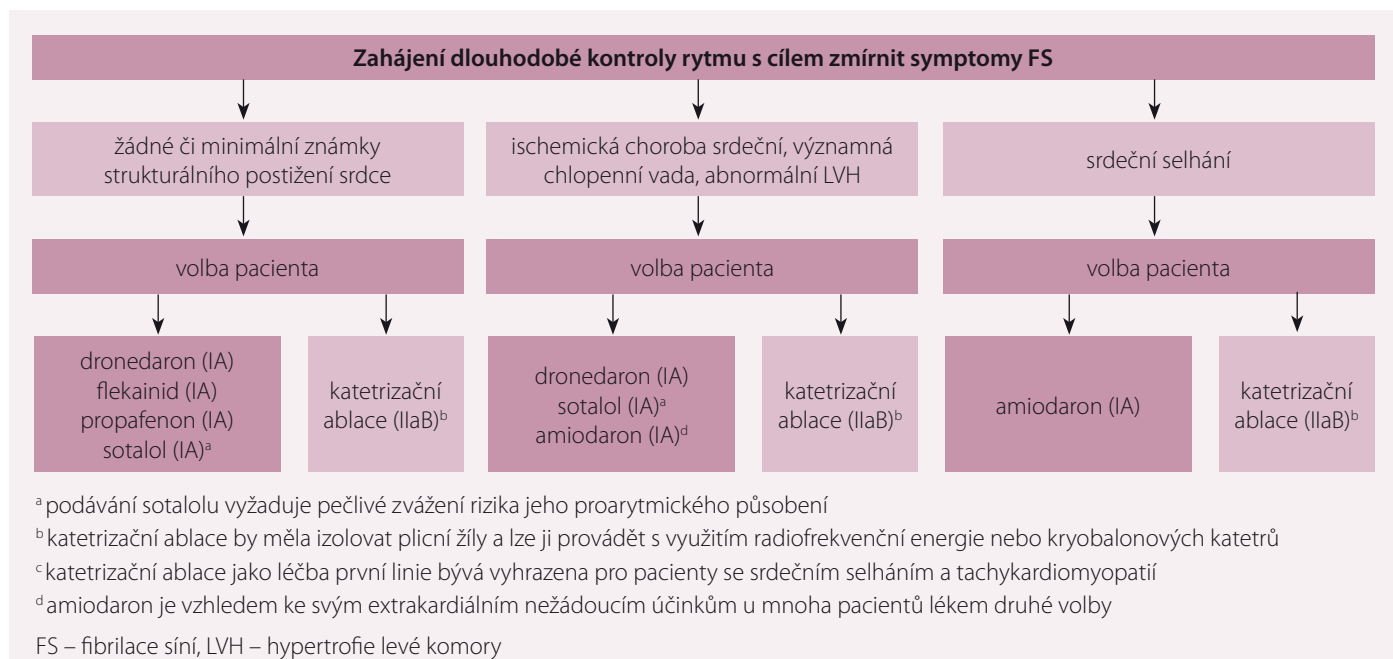 Zahájení dlouhodobé kontroly rytmu s cílem zmírnit symptomy FS
žádné či minimální známky
strukturálního postižení srdce
ischemická choroba srdeční, významná
chlopenní vada, abnormální LVH
srdeční selhání
volba pacienta
volba pacienta
volba pacienta
dronedaron (IA)
flekainid (IA)
propafenon (IA)
sotalol (IA)ᵃ
katetrizační
ablace (IIaB)ᵇ
dronedaron (IA)
sotalol (IA)ᵃ
amiodaron (IA)ᵈ
katetrizační
ablace (IIaB)ᵇ
amiodaron (IA)
katetrizační
ablace (IIaB)ᵇ
ᵃ podávání sotalolu vyžaduje pečlivé zvážení rizika jeho proarytmického působení
ᵇ katetrizační ablace by měla izolovat plicní žíly a lze ji provádět s využitím radiofrekvenční energie nebo kryobalonových katetrů
ᶜ katetrizační ablace jako léčba první linie bývá vyhrazena pro pacienty se srdečním selháním a tachykardiomyopatií
ᵈ amiodaron je vzhledem ke svým extrakardiálním nežádoucím účinkům u mnoha pacientů lékem druhé volby
FS – fibrilace síní, LVH – hypertrofie levé komory